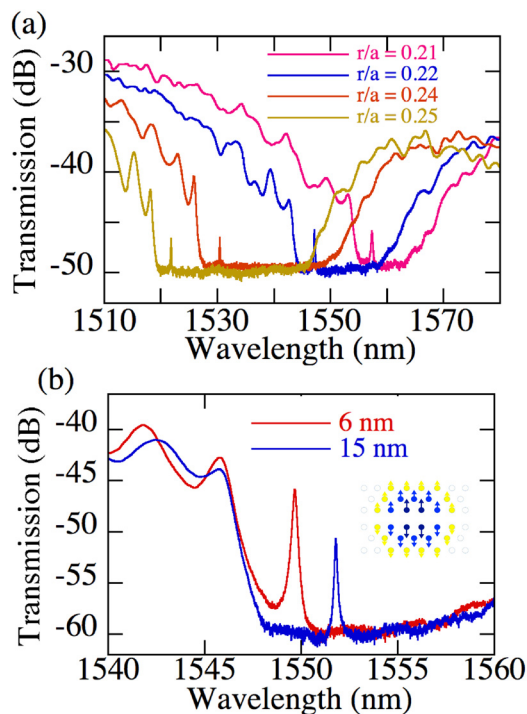 (a)
r/a = 0.21
r/a = 0.22
r/a = 0.24
r/a = 0.25
Transmission (dB)
-30
-40
-50
1510 1530 1550 1570
Wavelength (nm)
(b)
6 nm
15 nm
Transmission (dB)
-40
-45
-50
-55
-60
1540 1545 1550 1555 1560
Wavelength (nm)